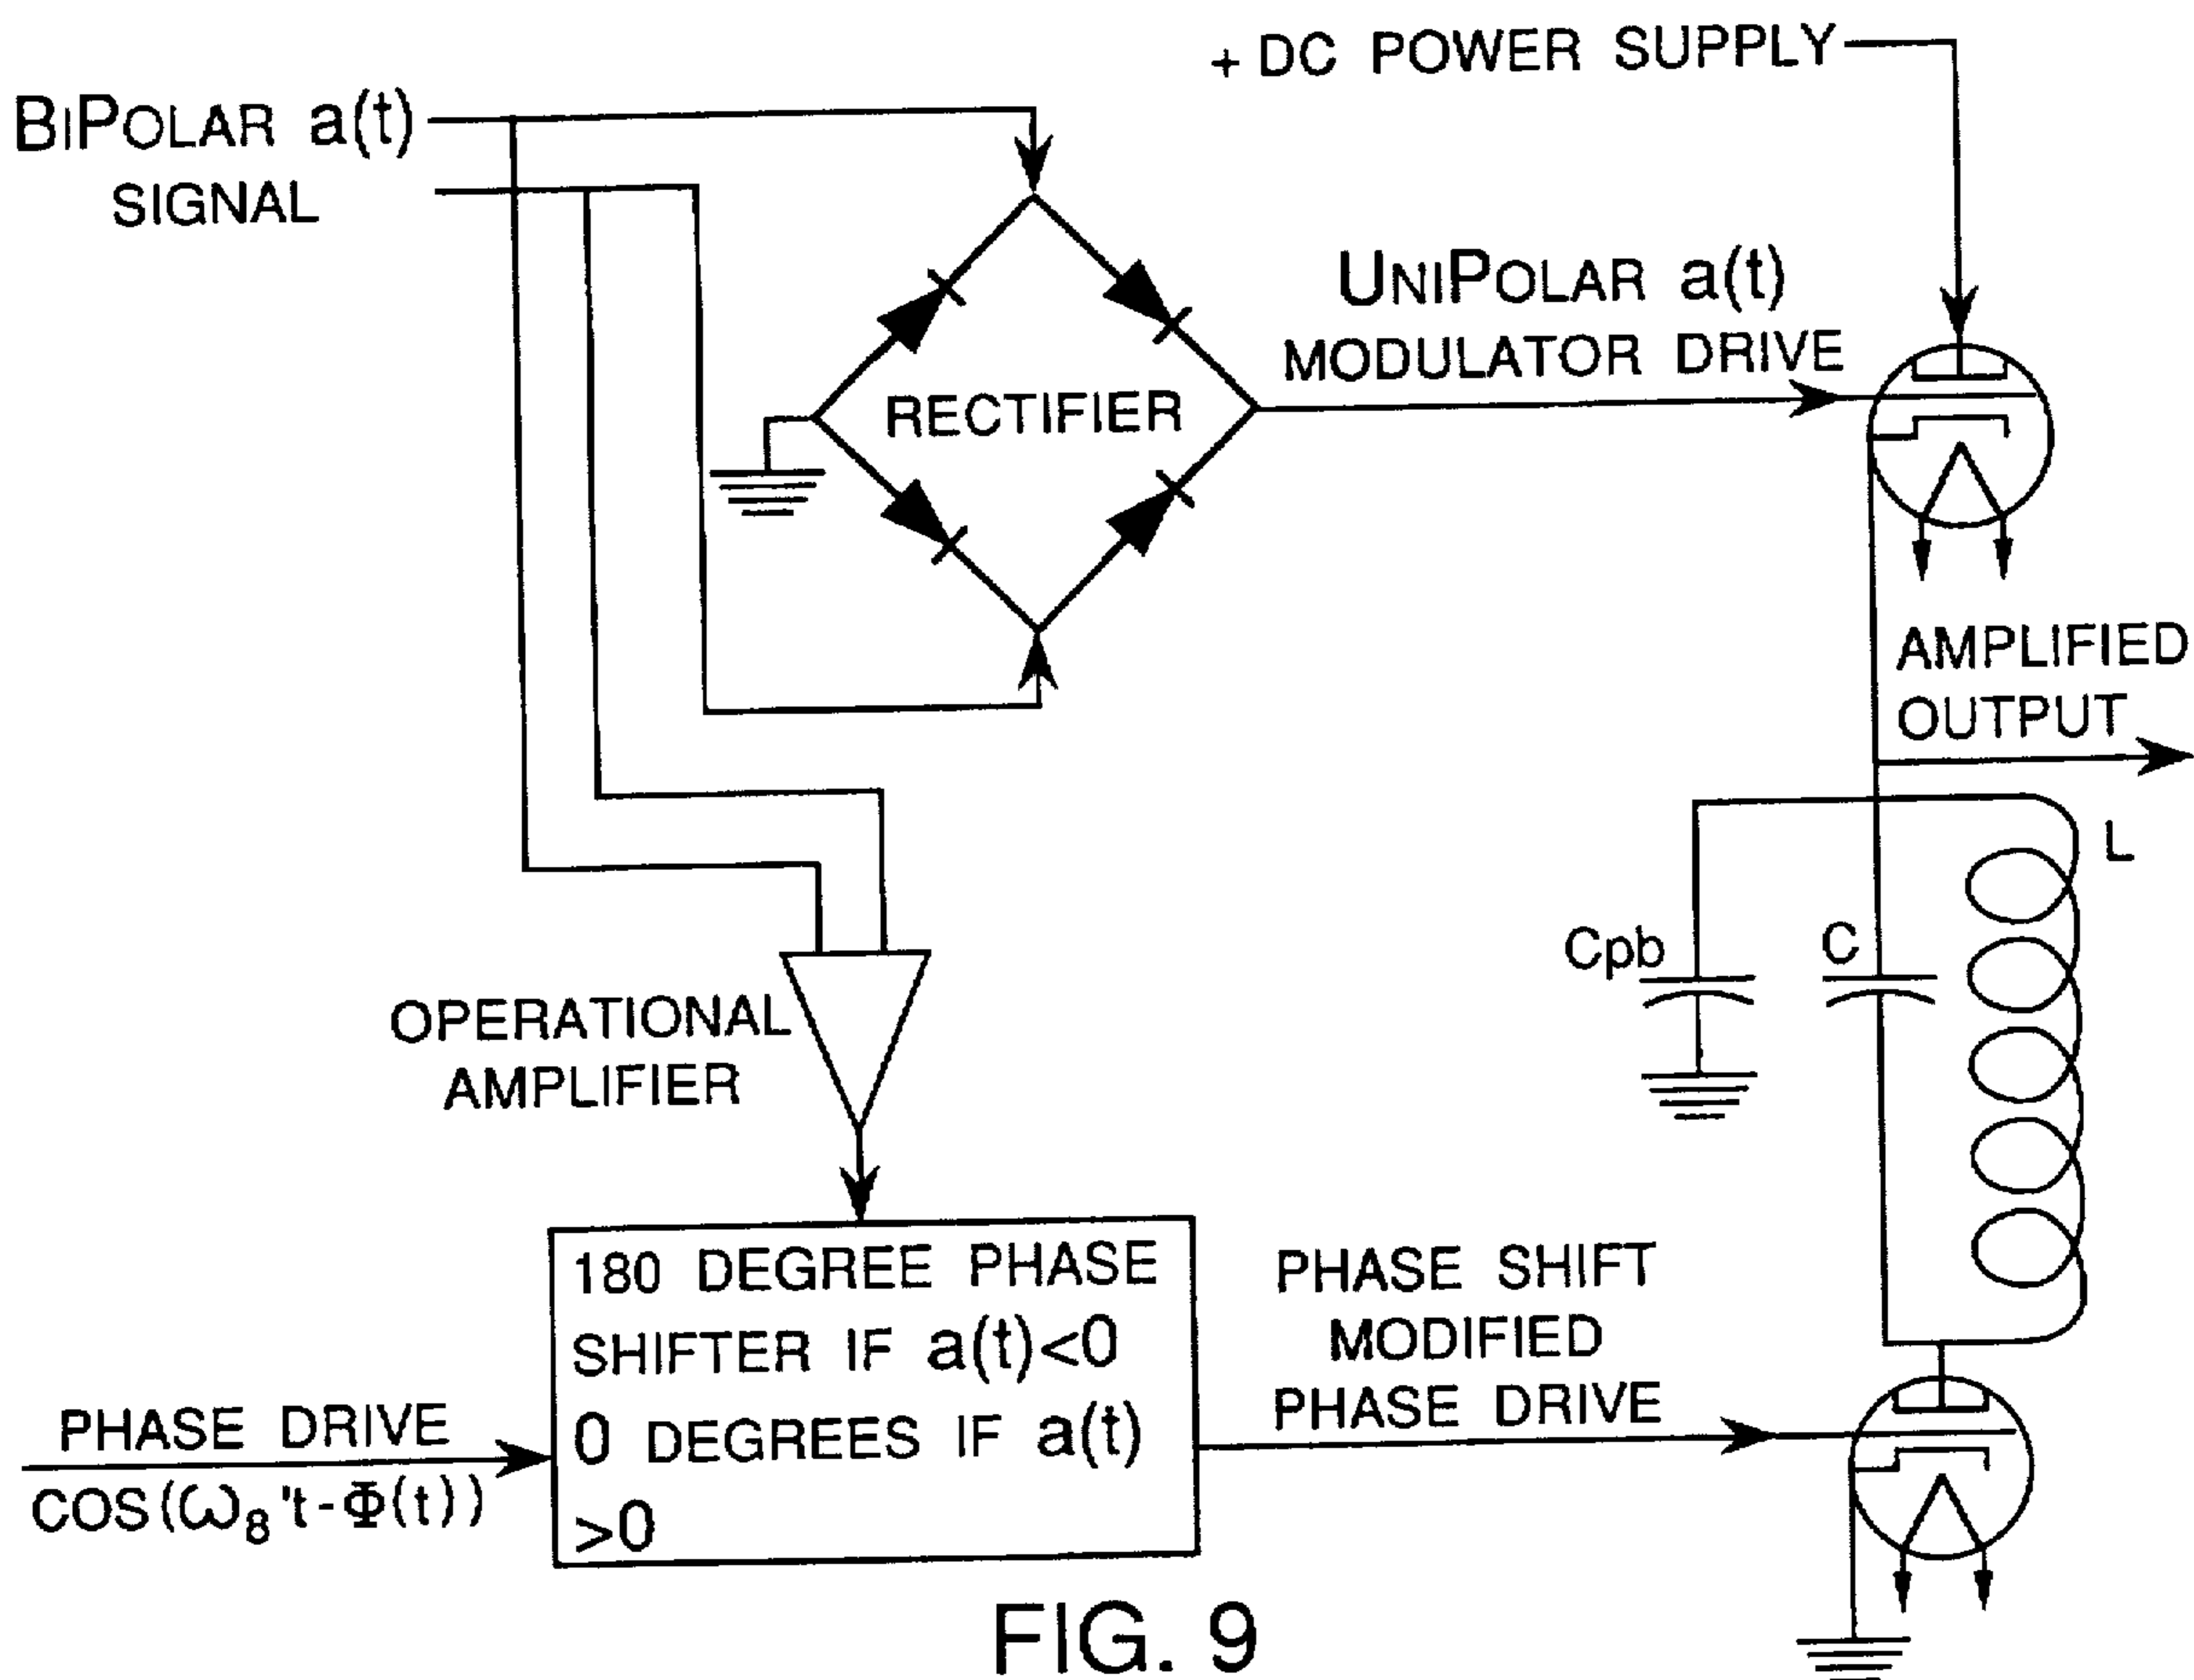 + DC POWER SUPPLY
BIPOLAR a(t)
SIGNAL
UNIPOLAR a(t)
MODULATOR DRIVE
RECTIFIER
AMPLIFIED
OUTPUT
L
Cpb
C
OPERATIONAL
AMPLIFIER
180 DEGREE PHASE
SHIFTER IF a(t)<0
0 DEGREES IF a(t)
>0
PHASE SHIFT
MODIFIED
PHASE DRIVE
PHASE DRIVE
COS(ω₈'t-Φ(t))
FIG. 9